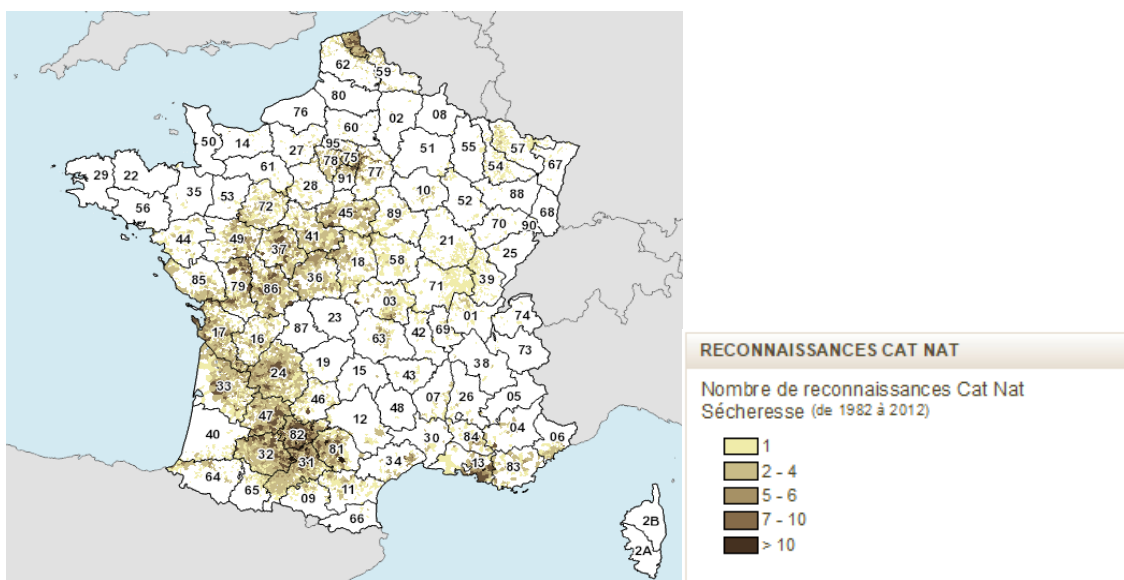 62 59
80
76 02 08
60
50 14 27 95 51 55 57
78 75 77 54 67
61 91
29 22 28 10 88
35 53 52 68
56 72 45 89 70 90
44 49 41 21 25
37
18 58
85 79 86 36 71 39
03
23 01 74
17 16 87 42 69
63 73
19 38
24 15 43
33 46 07 26 05
47 12 48
40 82 04
30 84 06
32 81
31 34 13 83
64 65 11
09
66
2B
2A
RECONNAISSANCES CAT NAT
Nombre de reconnaissances Cat Nat
Sécheresse (de 1982 à 2012)
1
2 - 4
5 - 6
7 - 10
> 10